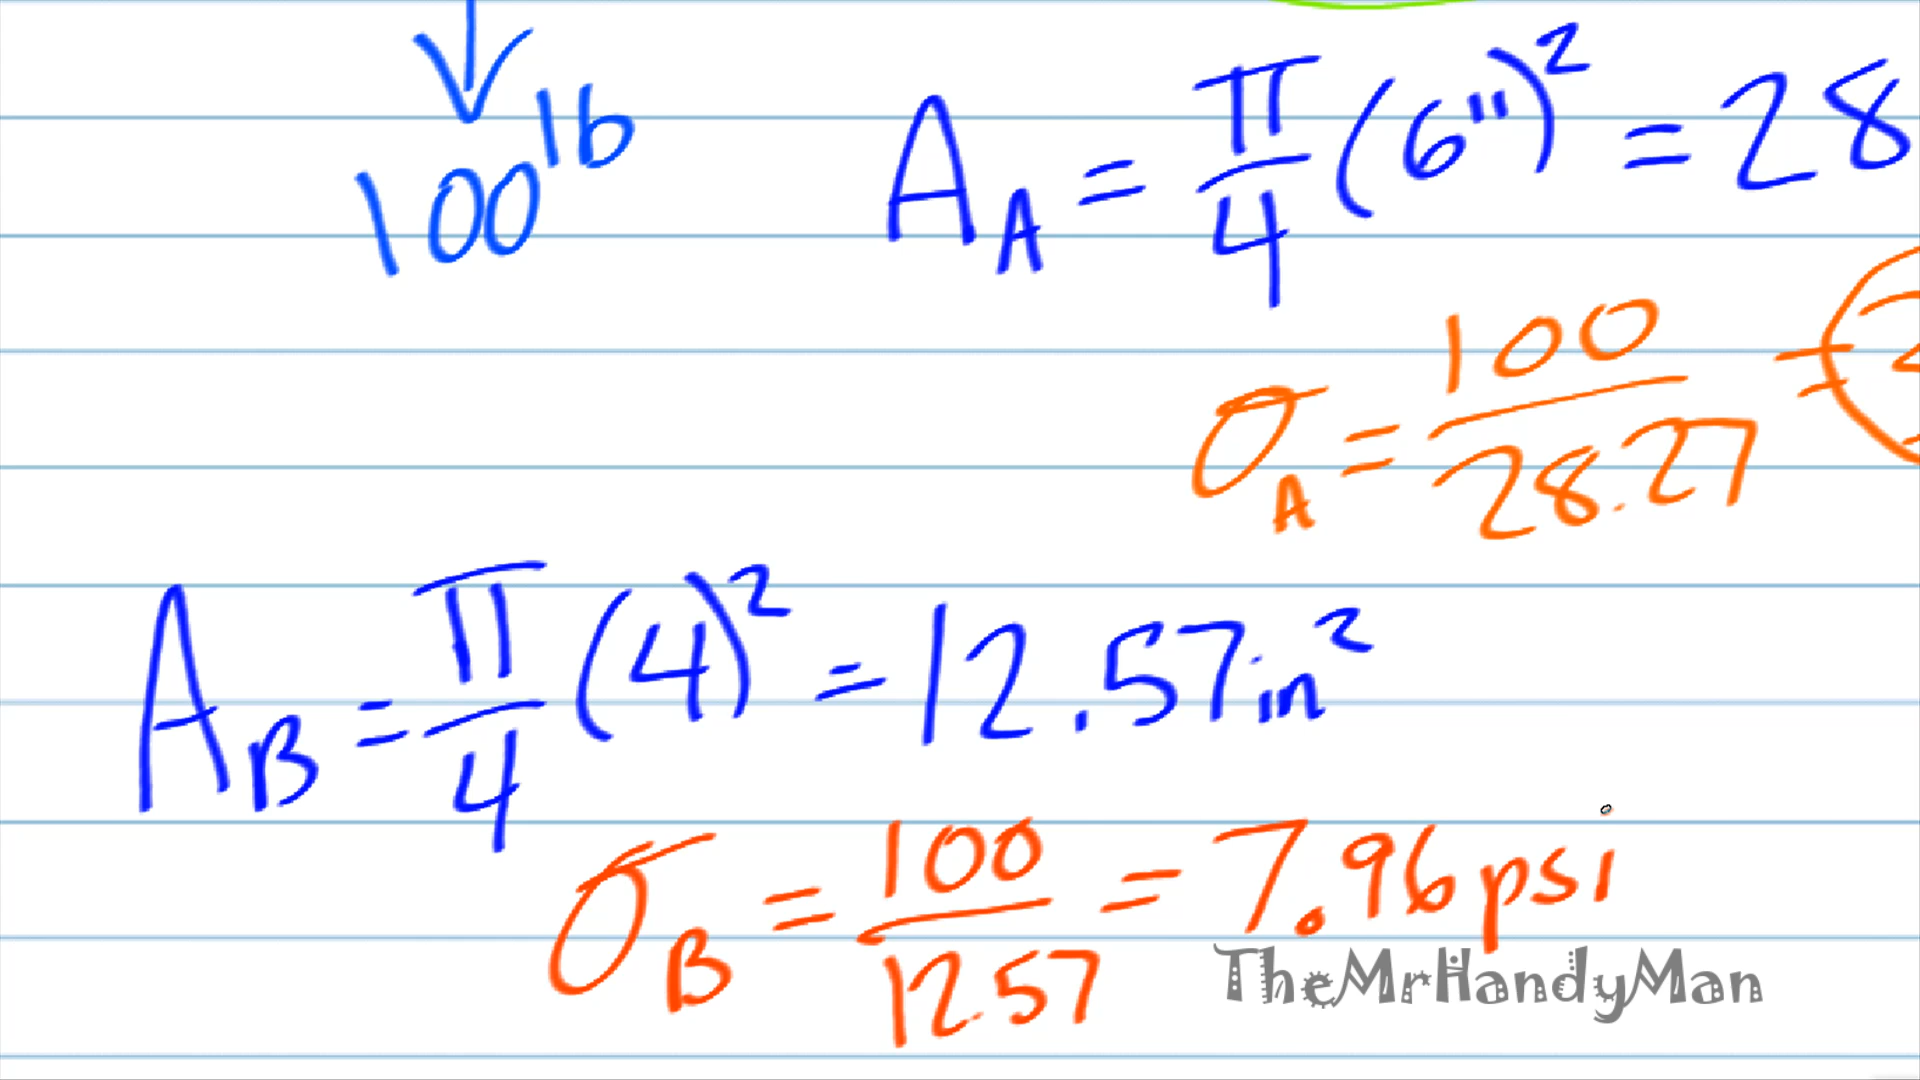 100 lb
A_A = π/4 (6")² = 28
σ_A = 100/28.27 =
A_B = π/4 (4)² = 12.57 in²
σ_B = 100/12.57 = 7.96 psi
TheMrHandyMan